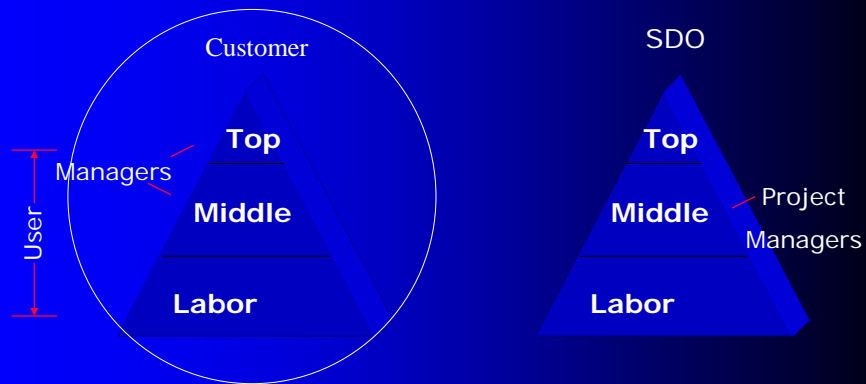 Customer
SDO
Top
Top
Managers
Middle
Middle
Project
Managers
User
Labor
Labor